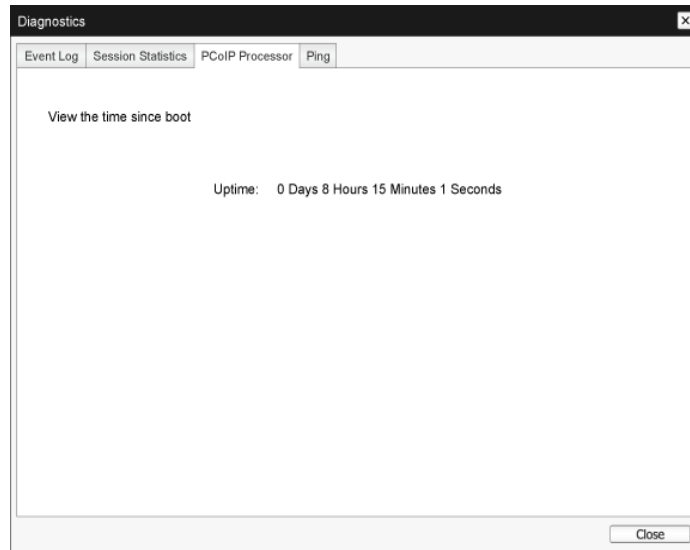 Diagnostics
Event Log Session Statistics PCoIP Processor Ping
View the time since boot
Uptime: 0 Days 8 Hours 15 Minutes 1 Seconds
Close